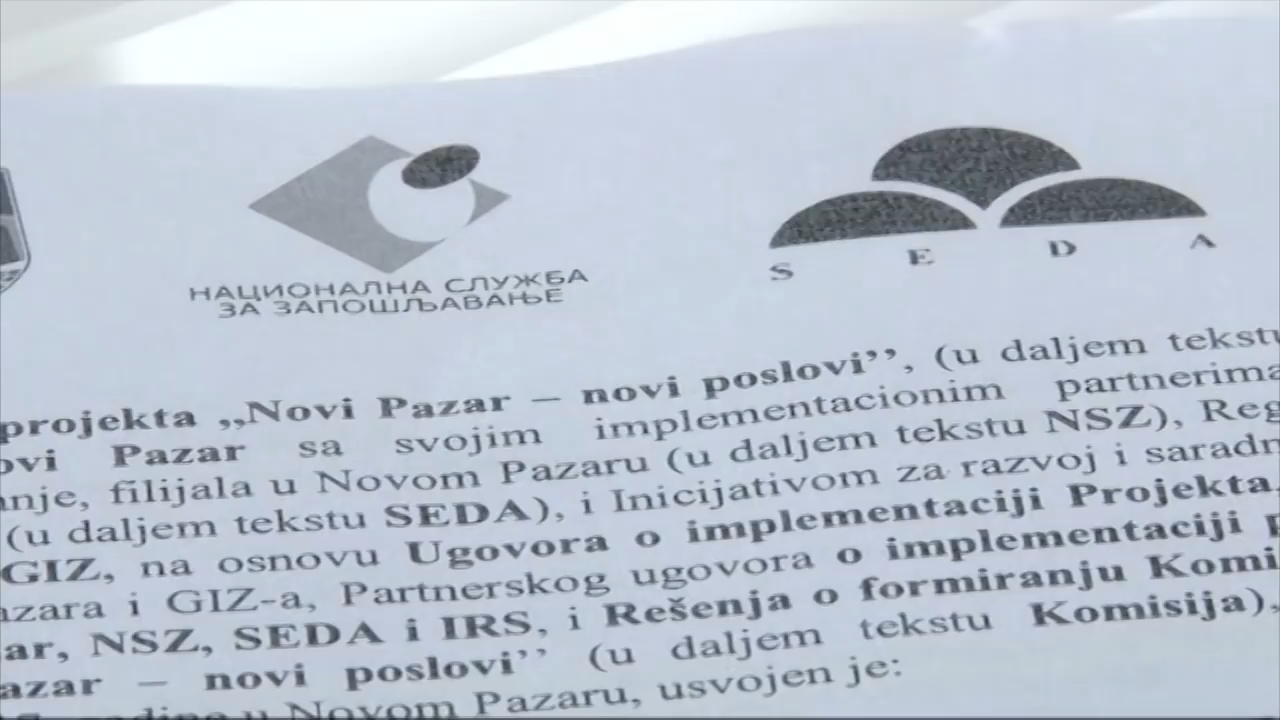 НАЦИОНАЛНА СЛУЖБА
ЗА ЗАПОШЉАВАЊЕ
S E D A
projekta „Novi Pazar – novi poslovi”, (u daljem tekstu
ovi Pazar sa svojim implementacionim partnerima
anje, filijala u Novom Pazaru (u daljem tekstu NSZ), Reg
(u daljem tekstu SEDA), i Inicijativom za razvoj i saradn
GIZ, na osnovu Ugovora o implementaciji Projekta,
azara i GIZ-a, Partnerskog ugovora o implementaciji p
ar, NSZ, SEDA i IRS, i Rešenja o formiranju Komi
azar – novi poslovi” (u daljem tekstu Komisija),
godine u Novom Pazaru, usvojen je: